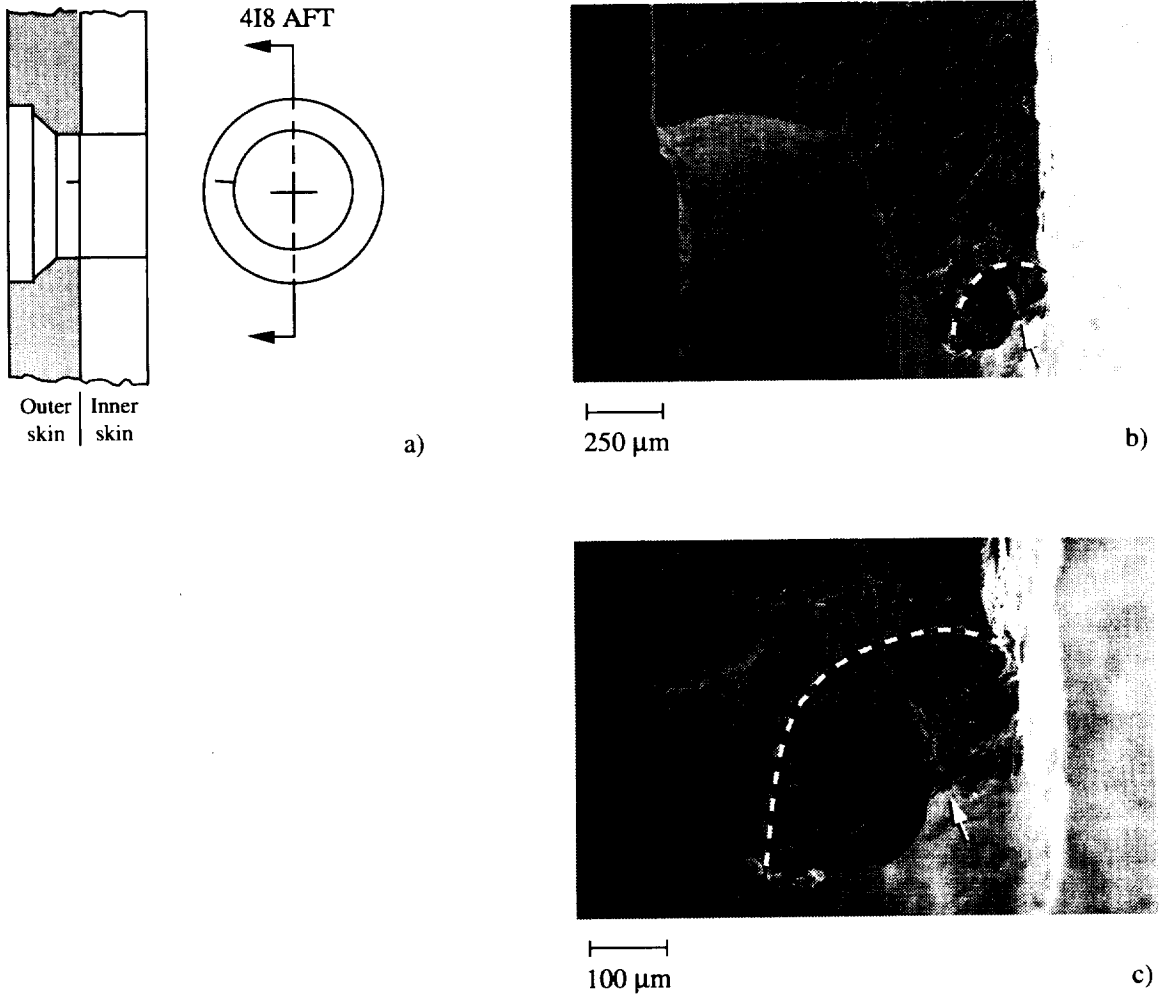 4I8 AFT
Outer skin
Inner skin
a)
250 μm
b)
100 μm
c)